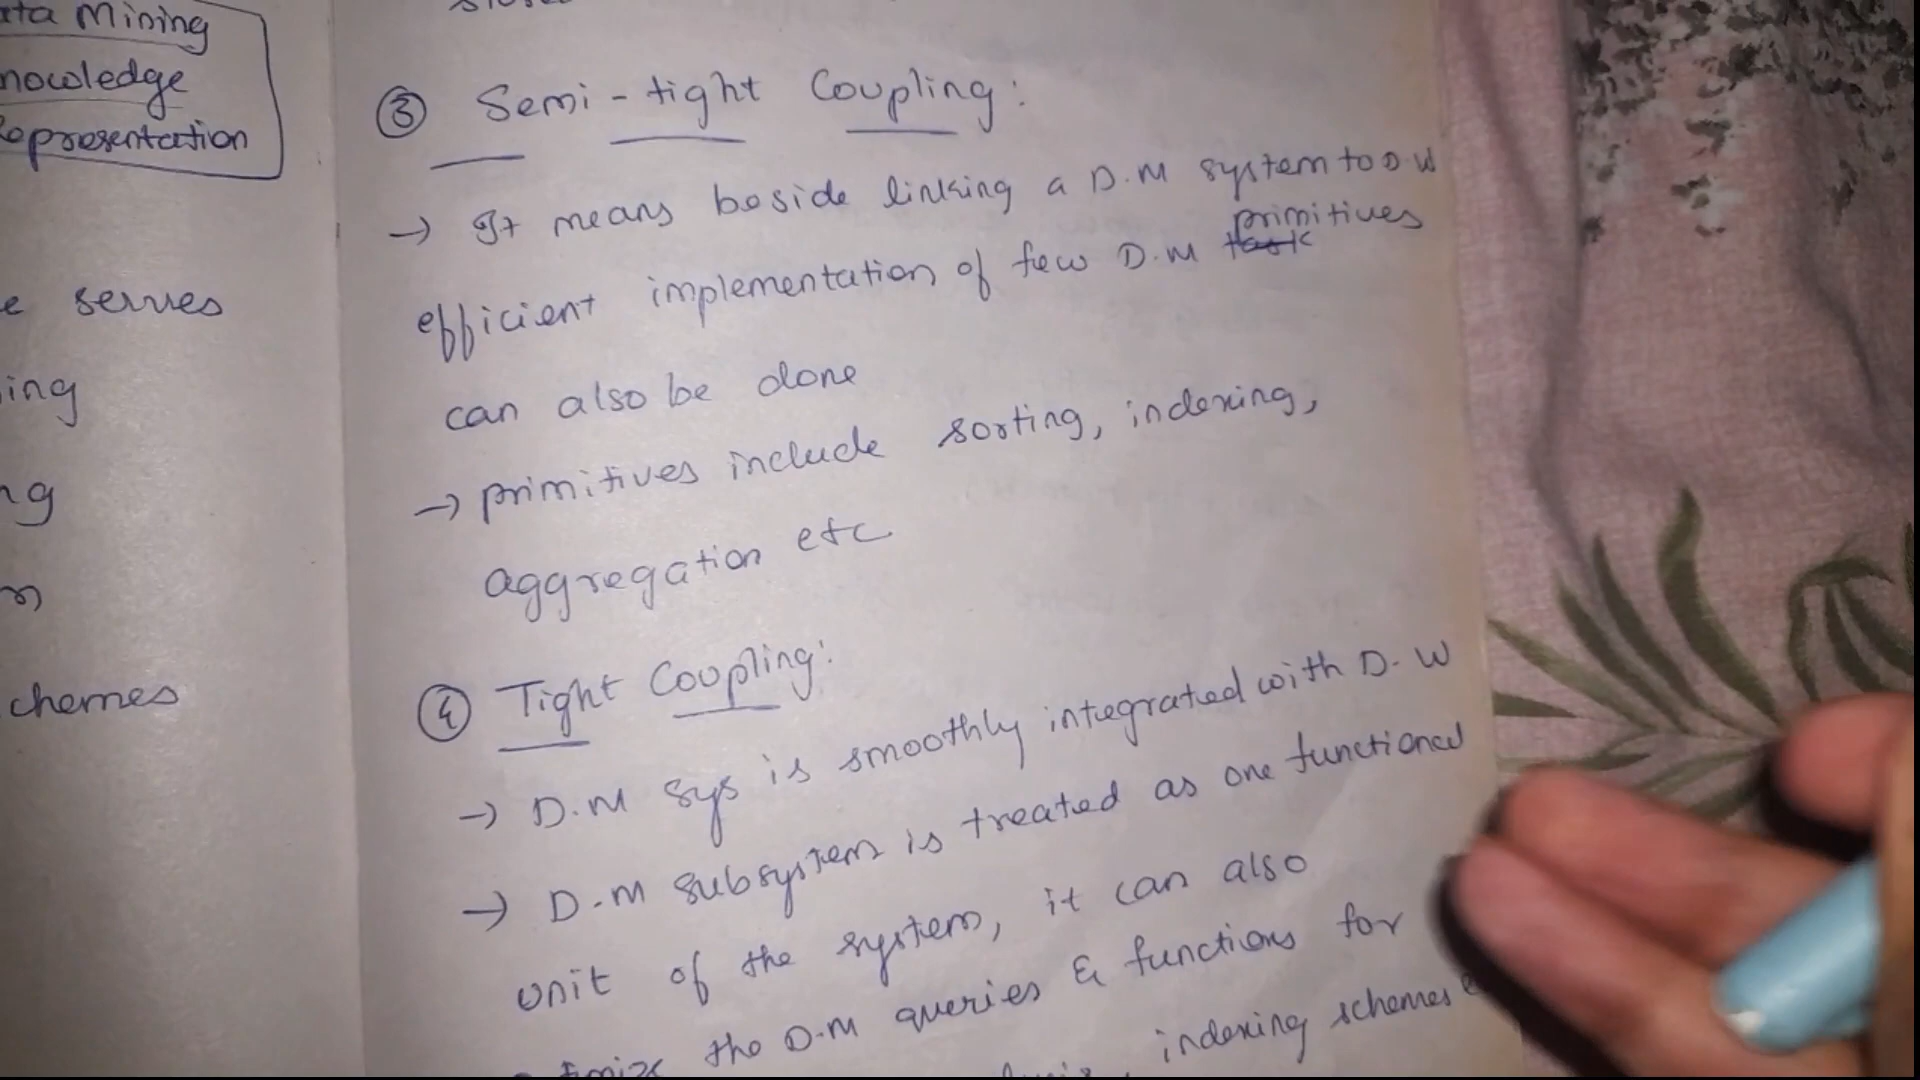 Mining
nowledge
epresentation
e serves
ing
ng
chemes
③ Semi-tight Coupling:
→ It means beside linking a D.M system to D.W
primitives
efficient implementation of few D.M task
can also be done
→ primitives include sorting, indexing,
aggregation etc
④ Tight Coupling:
→ D.M sys is smoothly integrated with D.W
→ D.M subsystem is treated as one functional
unit of the system, it can also
the D.M queries & functions for
indexing schemes